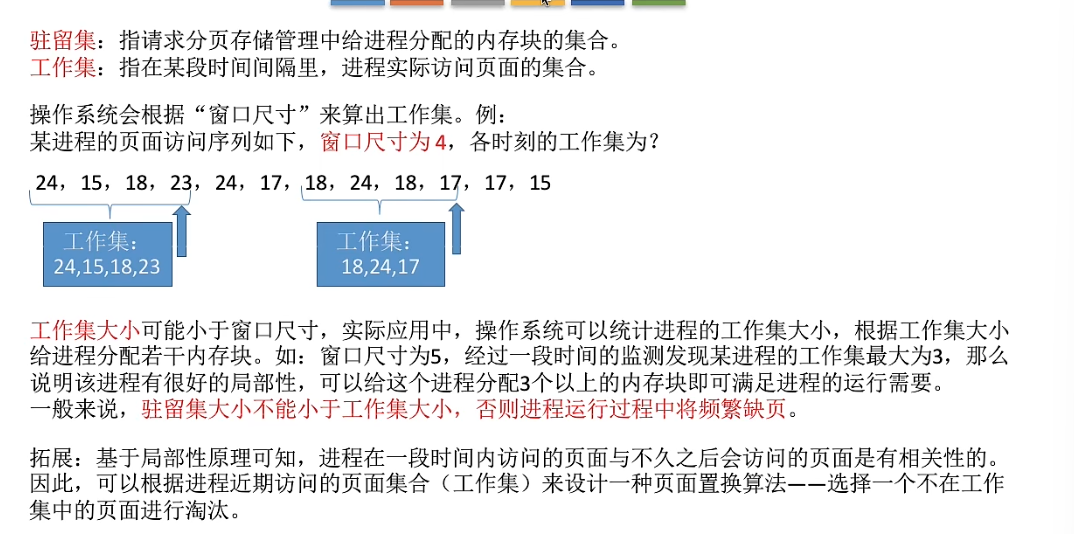 驻留集：指请求分页存储管理中给进程分配的内存块的集合。
工作集：指在某段时间间隔里，进程实际访问页面的集合。
操作系统会根据“窗口尺寸”来算出工作集。例：
某进程的页面访问序列如下，窗口尺寸为 4，各时刻的工作集为？
24，15，18，23，24，17，18，24，18，17，17，15
工作集：
24,15,18,23
工作集：
18,24,17
工作集大小可能小于窗口尺寸，实际应用中，操作系统可以统计进程的工作集大小，根据工作集大小
给进程分配若干内存块。如：窗口尺寸为5，经过一段时间的监测发现某进程的工作集最大为3，那么
说明该进程有很好的局部性，可以给这个进程分配3个以上的内存块即可满足进程的运行需要。
一般来说，驻留集大小不能小于工作集大小，否则进程运行过程中将频繁缺页。
拓展：基于局部性原理可知，进程在一段时间内访问的页面与不久之后会访问的页面是有相关性的。
因此，可以根据进程近期访问的页面集合（工作集）来设计一种页面置换算法——选择一个不在工作
集中的页面进行淘汰。